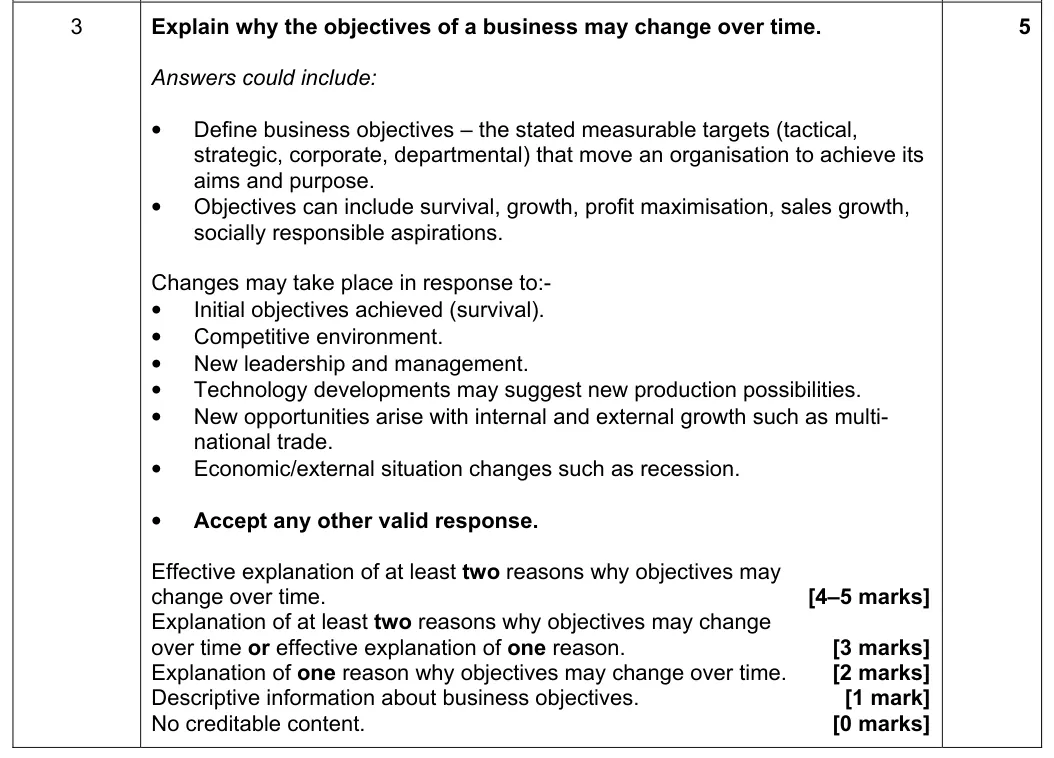 3
Explain why the objectives of a business may change over time.
5
Answers could include:
• Define business objectives – the stated measurable targets (tactical,
strategic, corporate, departmental) that move an organisation to achieve its
aims and purpose.
• Objectives can include survival, growth, profit maximisation, sales growth,
socially responsible aspirations.
Changes may take place in response to:-
• Initial objectives achieved (survival).
• Competitive environment.
• New leadership and management.
• Technology developments may suggest new production possibilities.
• New opportunities arise with internal and external growth such as multi-
national trade.
• Economic/external situation changes such as recession.
• Accept any other valid response.
Effective explanation of at least two reasons why objectives may
change over time. [4–5 marks]
Explanation of at least two reasons why objectives may change
over time or effective explanation of one reason. [3 marks]
Explanation of one reason why objectives may change over time. [2 marks]
Descriptive information about business objectives. [1 mark]
No creditable content. [0 marks]